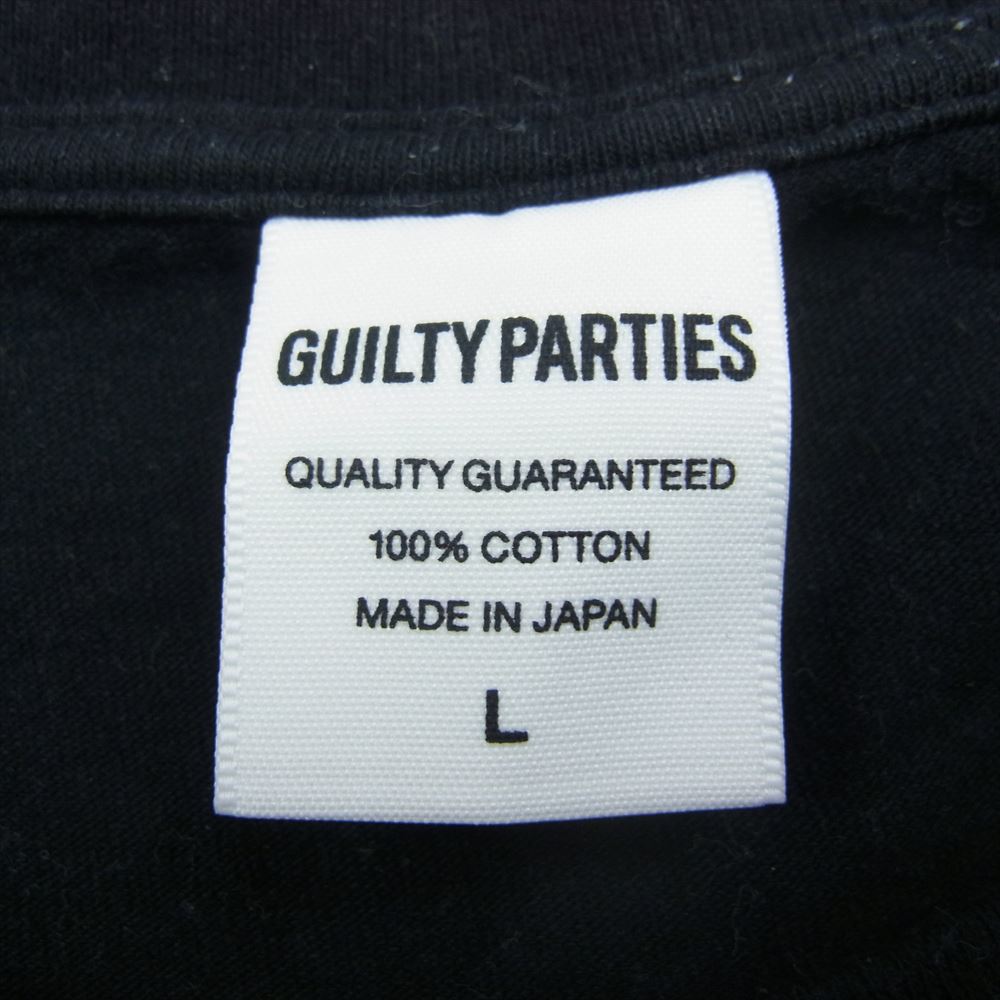 GUILTY PARTIES
QUALITY GUARANTEED
100% COTTON
MADE IN JAPAN
L